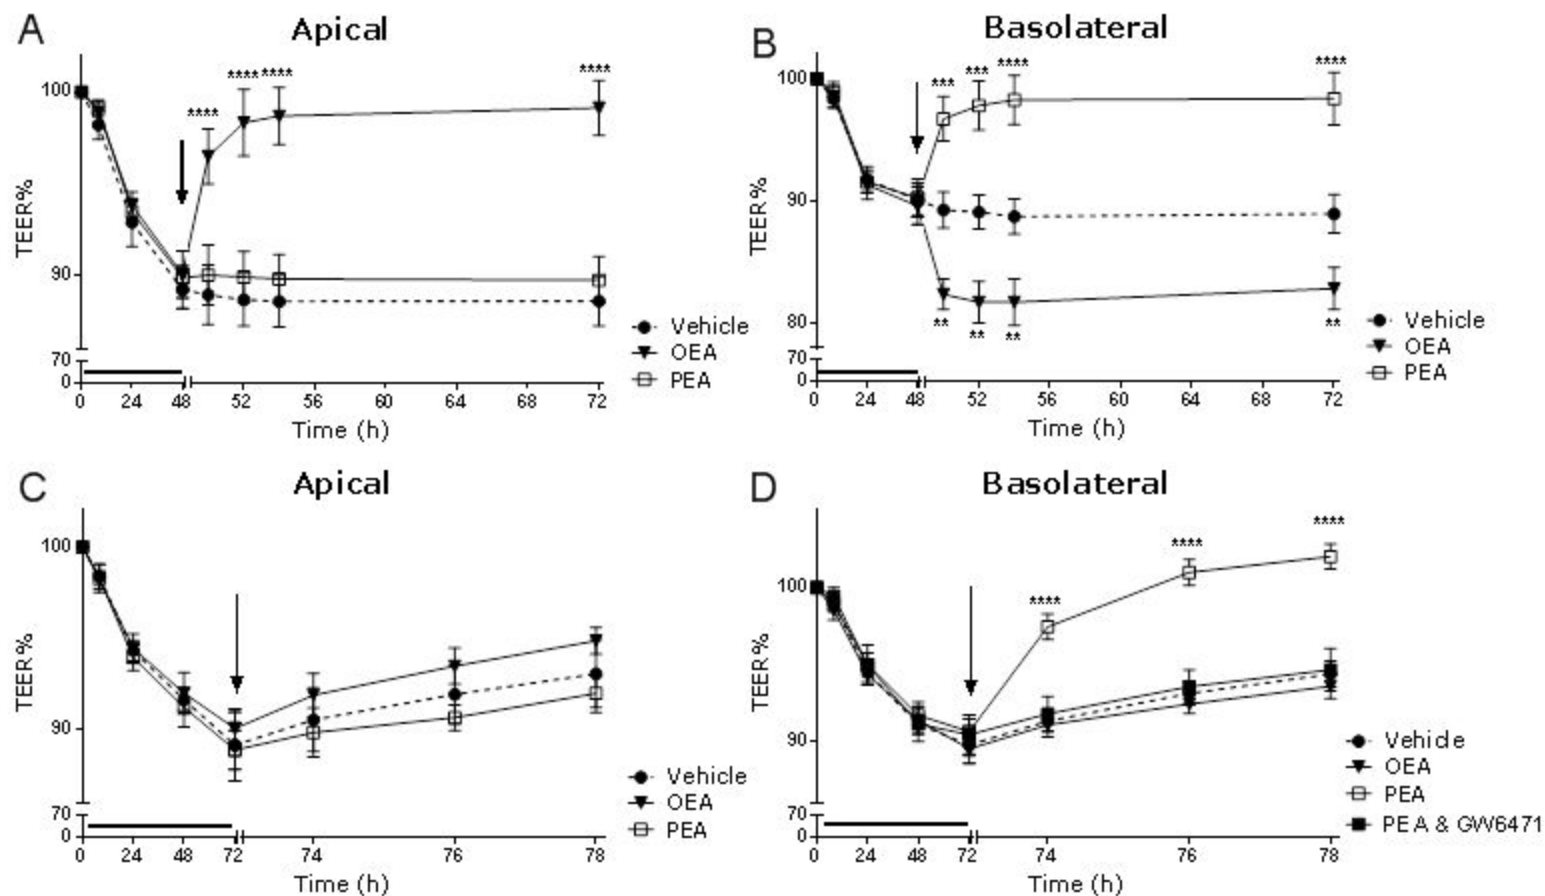 A
Apical
TEER%
100
90
70
0
****
****
****
****
0
24
48
52
56
60
64
68
72
Time (h)
Vehicle
OEA
PEA
B
Basolateral
TEER%
100
90
80
70
0
***
***
****
****
**
**
**
**
0
24
48
52
56
60
64
68
72
Time (h)
Vehicle
OEA
PEA
C
Apical
TEER%
100
90
70
0
0
24
48
72
74
76
78
Time (h)
Vehicle
OEA
PEA
D
Basolateral
TEER%
100
90
70
0
****
****
****
0
24
48
72
74
76
78
Time (h)
Vehicle
OEA
PEA
PEA & GW6471